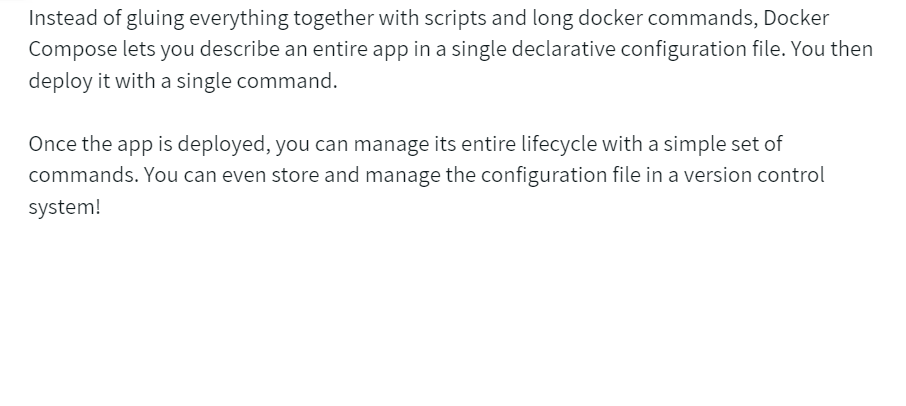 Instead of gluing everything together with scripts and long docker commands, Docker
Compose lets you describe an entire app in a single declarative configuration file. You then
deploy it with a single command.
Once the app is deployed, you can manage its entire lifecycle with a simple set of
commands. You can even store and manage the configuration file in a version control
system!